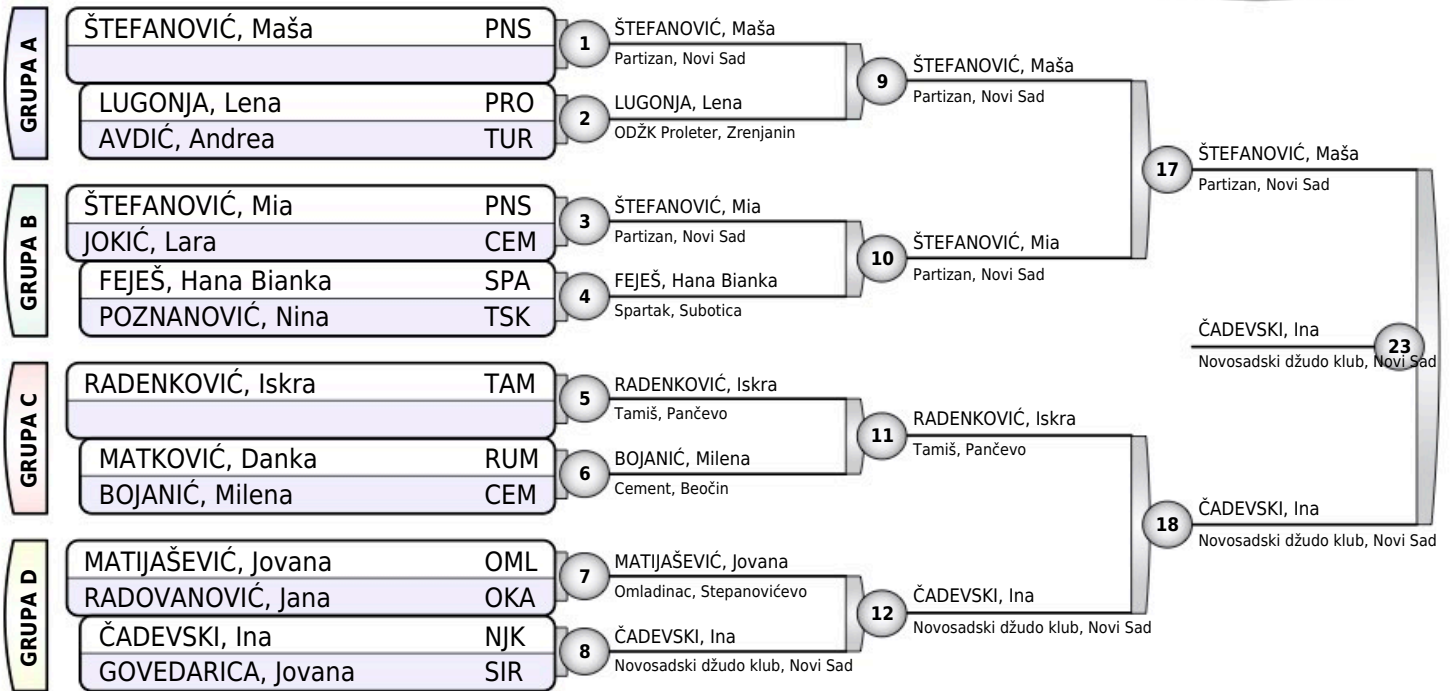 GRUPA A
ŠTEFANOVIĆ, Maša PNS
LUGONJA, Lena PRO
AVDIĆ, Andrea TUR
GRUPA B
ŠTEFANOVIĆ, Mia PNS
JOKIĆ, Lara CEM
FEJEŠ, Hana Bianka SPA
POZNANOVIĆ, Nina TSK
GRUPA C
RADENKOVIĆ, Iskra TAM
MATKOVIĆ, Danka RUM
BOJANIĆ, Milena CEM
GRUPA D
MATIJAŠEVIĆ, Jovana OML
RADOVANOVIĆ, Jana OKA
ČADEVSKI, Ina NJK
GOVEDARICA, Jovana SIR
1
ŠTEFANOVIĆ, Maša
Partizan, Novi Sad
2
LUGONJA, Lena
ODŽK Proleter, Zrenjanin
3
ŠTEFANOVIĆ, Mia
Partizan, Novi Sad
4
FEJEŠ, Hana Bianka
Spartak, Subotica
5
RADENKOVIĆ, Iskra
Tamiš, Pančevo
6
BOJANIĆ, Milena
Cement, Beočin
7
MATIJAŠEVIĆ, Jovana
Omladinac, Stepanovićevo
8
ČADEVSKI, Ina
Novosadski džudo klub, Novi Sad
9
ŠTEFANOVIĆ, Maša
Partizan, Novi Sad
10
ŠTEFANOVIĆ, Mia
Partizan, Novi Sad
11
RADENKOVIĆ, Iskra
Tamiš, Pančevo
12
ČADEVSKI, Ina
Novosadski džudo klub, Novi Sad
17
ŠTEFANOVIĆ, Maša
Partizan, Novi Sad
18
ČADEVSKI, Ina
Novosadski džudo klub, Novi Sad
23
ČADEVSKI, Ina
Novosadski džudo klub, Novi Sad